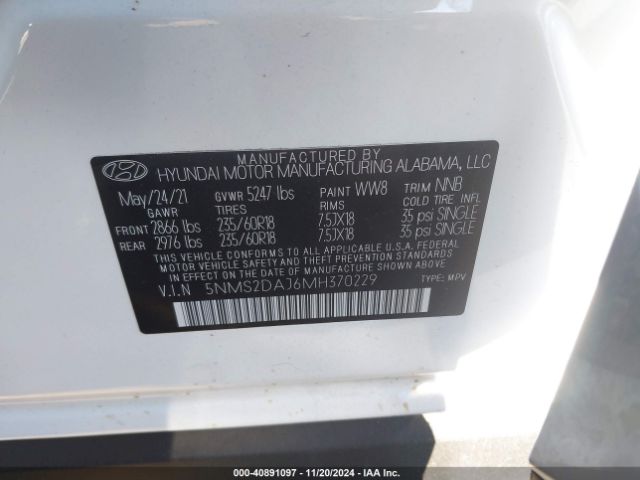 MANUFACTURED BY
HYUNDAI MOTOR MANUFACTURING ALABAMA, LLC
May/24/21 GVWR 5247 lbs PAINT WW8 TRIM NNB
GAWR TIRES RIMS COLD TIRE INFL
FRONT 2866 lbs 235/60R18 7.5JX18 35 psi SINGLE
REAR 2976 lbs 235/60R18 7.5JX18 35 psi SINGLE
THIS VEHICLE CONFORMS TO ALL APPLICABLE U.S.A. FEDERAL
MOTOR VEHICLE SAFETY AND THEFT PREVENTION STANDARDS IN
EFFECT ON THE DATE OF MANUFACTURE SHOWN ABOVE.
V.I.N 5NMS2DAJ6MH370229 TYPE: MPV
000-40891097 - 11/20/2024 - IAA Inc.